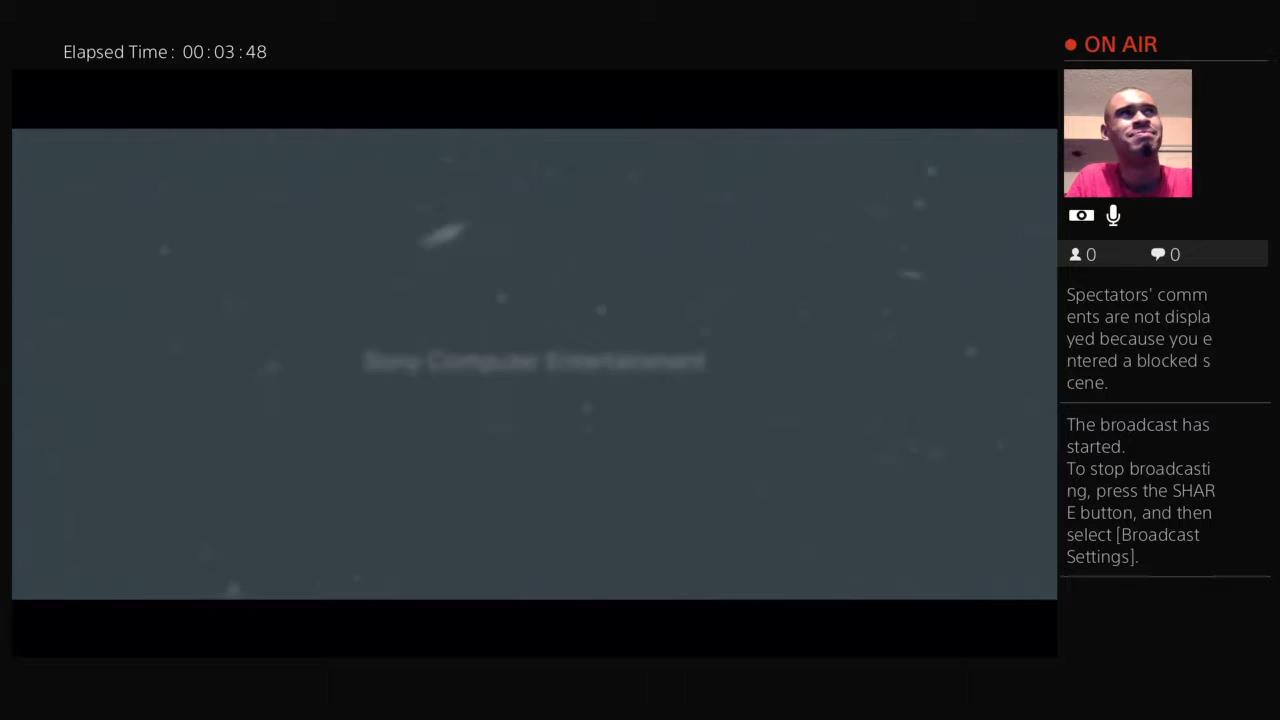 Elapsed Time: 00:03:48
ON AIR
Sony Computer Entertainment
0
0
Spectators' comm
ents are not displa
yed because you e
ntered a blocked s
cene.
The broadcast has
started.
To stop broadcasti
ng, press the SHAR
E button, and then
select [Broadcast
Settings].